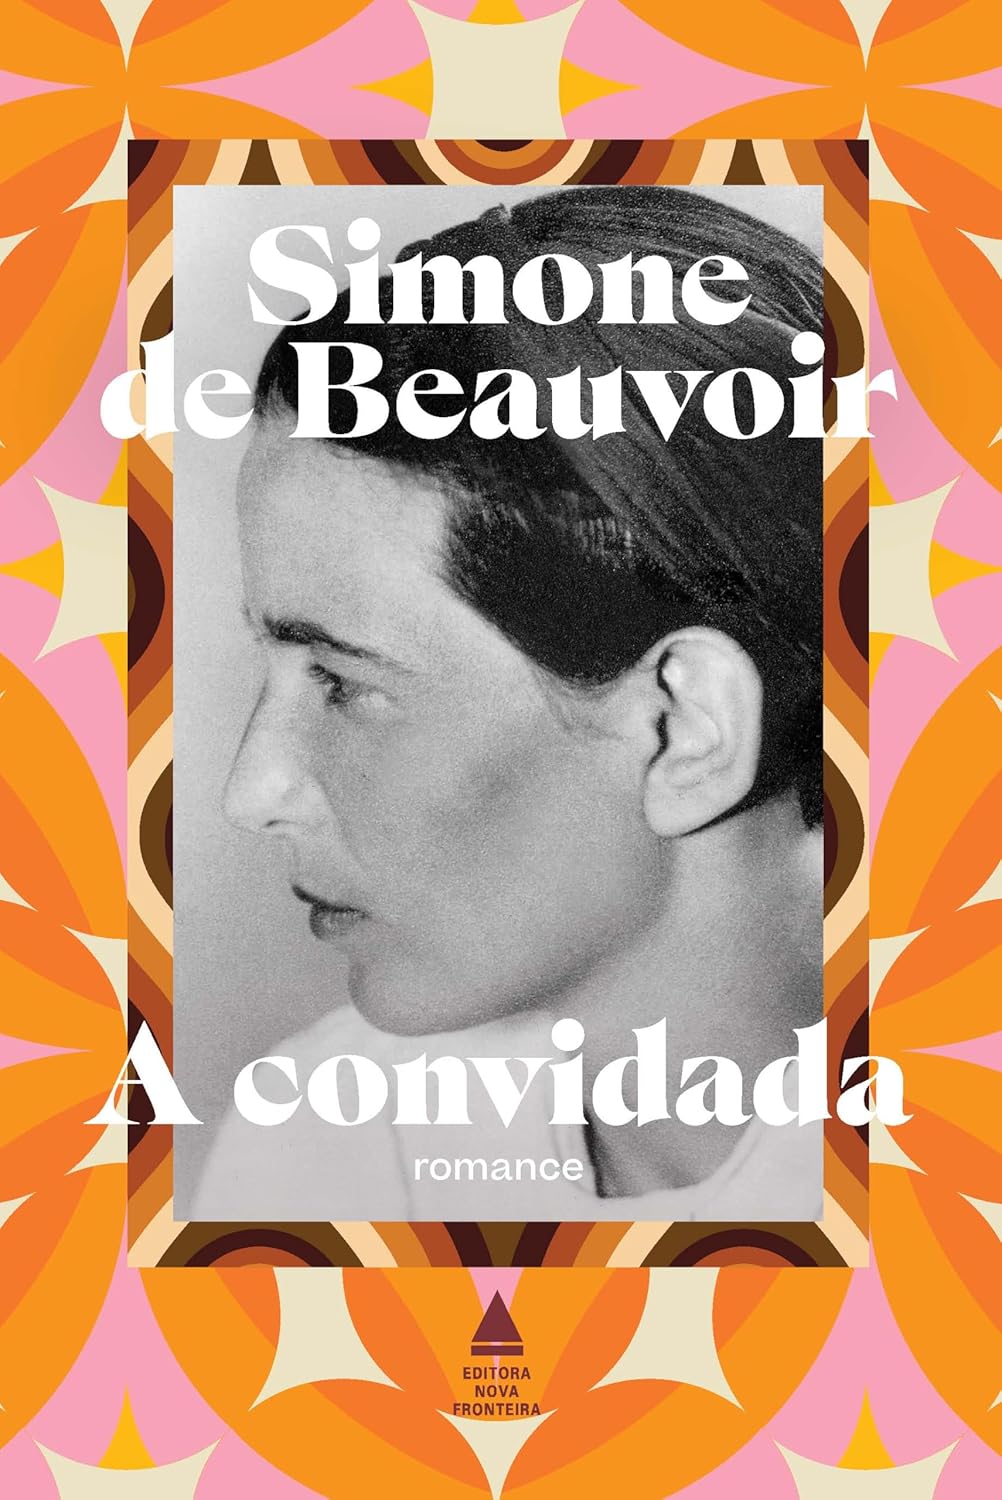 Simone
de Beauvoir
A convidada
romance
EDITORA
NOVA
FRONTEIRA